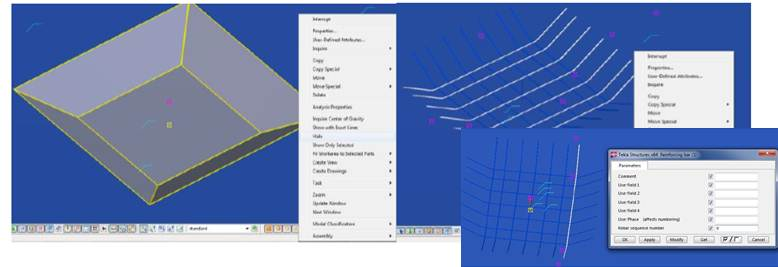 Interrupt
Properties...
User-Defined Attributes...
Inquire
Copy
Copy Special
Move
Move Special
Delete
Analysis Properties
Inquire Center of Gravity
Show with Exact Lines
Hide
Show Only Selected
Fit Workarea to Selected Parts
Create View
Create Drawings
Task
Zoom
Update Window
Next Window
Model Classification
Assembly
standard
Interrupt
Properties...
User-Defined Attributes...
Inquire
Copy
Copy Special
Move
Move Special
Tekla Structures x64 Reinforcing bar (1)
Parameters
Comment
User field 1
User field 2
User field 3
User field 4
User Phase (affects numbering)
Rebar sequence number
OK
Apply
Modify
Get
Cancel